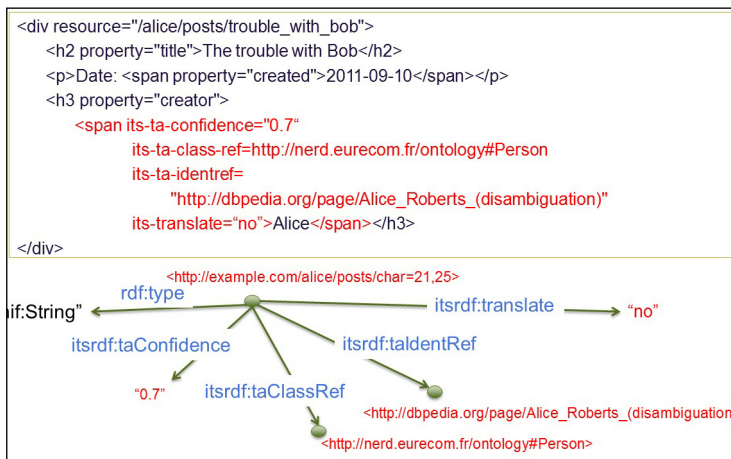 <div resource="/alice/posts/trouble_with_bob">
<h2 property="title">The trouble with Bob</h2>
<p>Date: <span property="created">2011-09-10</span></p>
<h3 property="creator">
<span its-ta-confidence="0.7“
its-ta-class-ref=http://nerd.eurecom.fr/ontology#Person
its-ta-identref=
"http://dbpedia.org/page/Alice_Roberts_(disambiguation)"
its-translate=“no”>Alice</span></h3>
</div>
<http://example.com/alice/posts/char=21,25>
rdf:type
itsrdf:translate
nif:String”
“no”
itsrdf:taConfidence
itsrdf:taIdentRef
“0.7”
itsrdf:taClassRef
<http://dbpedia.org/page/Alice_Roberts_(disambiguation
<http://nerd.eurecom.fr/ontology#Person>